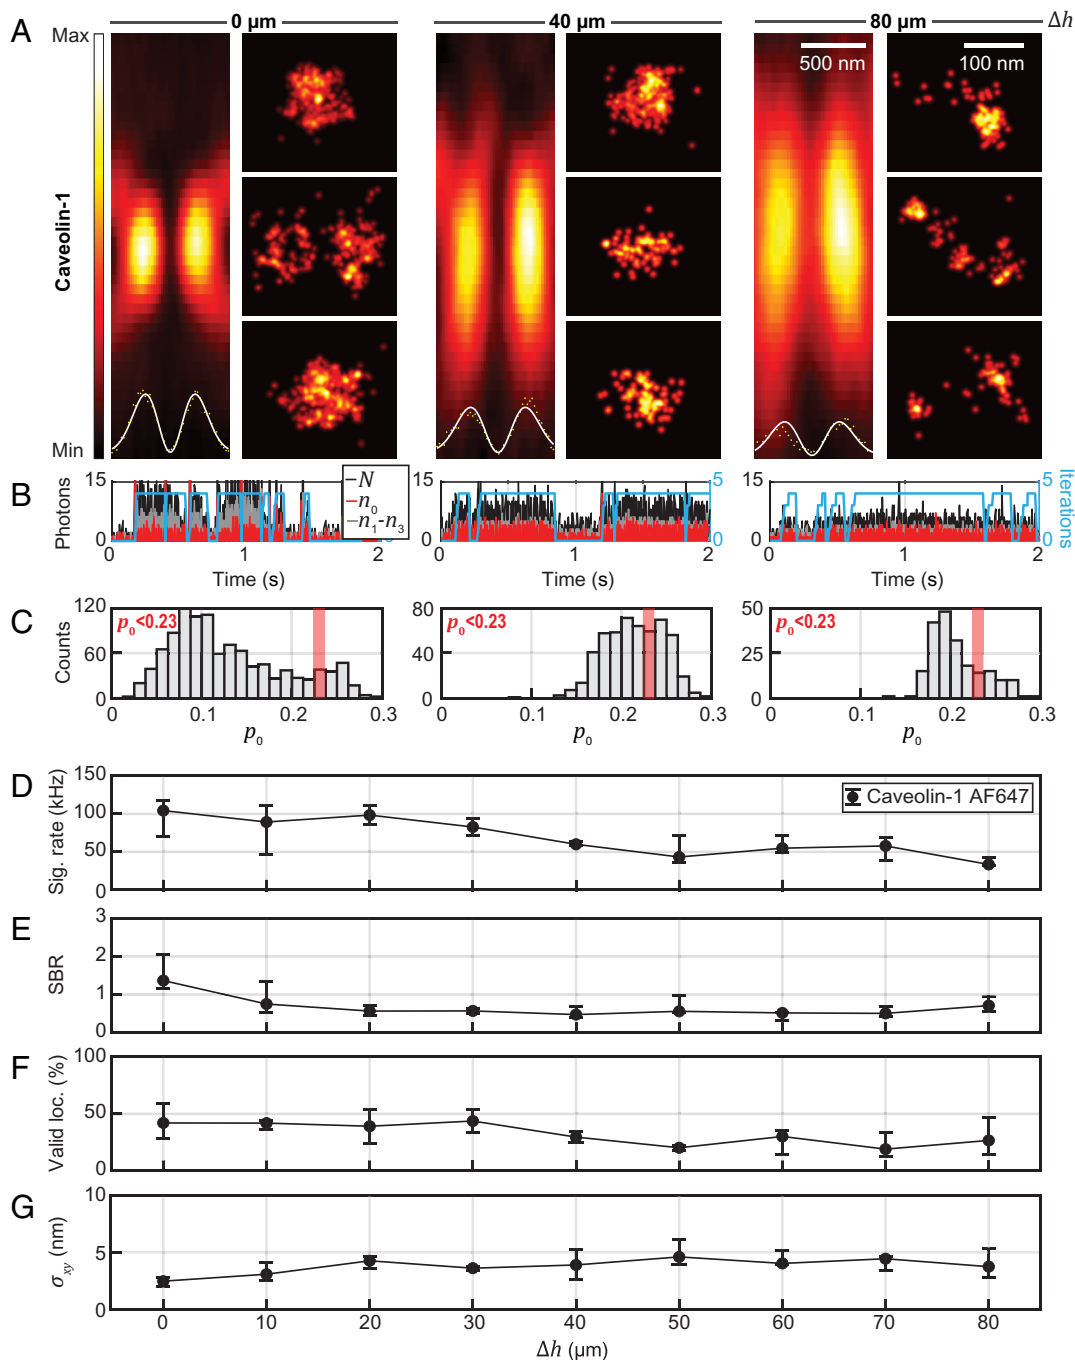 A
0 µm
40 µm
80 µm
Δh
Max
Caveolin-1
Min
500 nm
100 nm
B
Photons
15
0
N
n0
n1-n3
0
1
2
0
Time (s)
15
0
5
0
0
1
2
Time (s)
15
0
5
0
Iterations
0
1
2
Time (s)
C
Counts
120
60
0
p0<0.23
0
0.1
0.2
0.3
p0
80
40
0
p0<0.23
0
0.1
0.2
0.3
p0
50
25
0
p0<0.23
0
0.1
0.2
0.3
p0
D
Sig. rate (kHz)
150
100
50
0
Caveolin-1 AF647
E
SBR
3
2
1
0
F
Valid loc. (%)
100
50
0
G
σxy (nm)
10
5
0
0
10
20
30
40
50
60
70
80
Δh (µm)